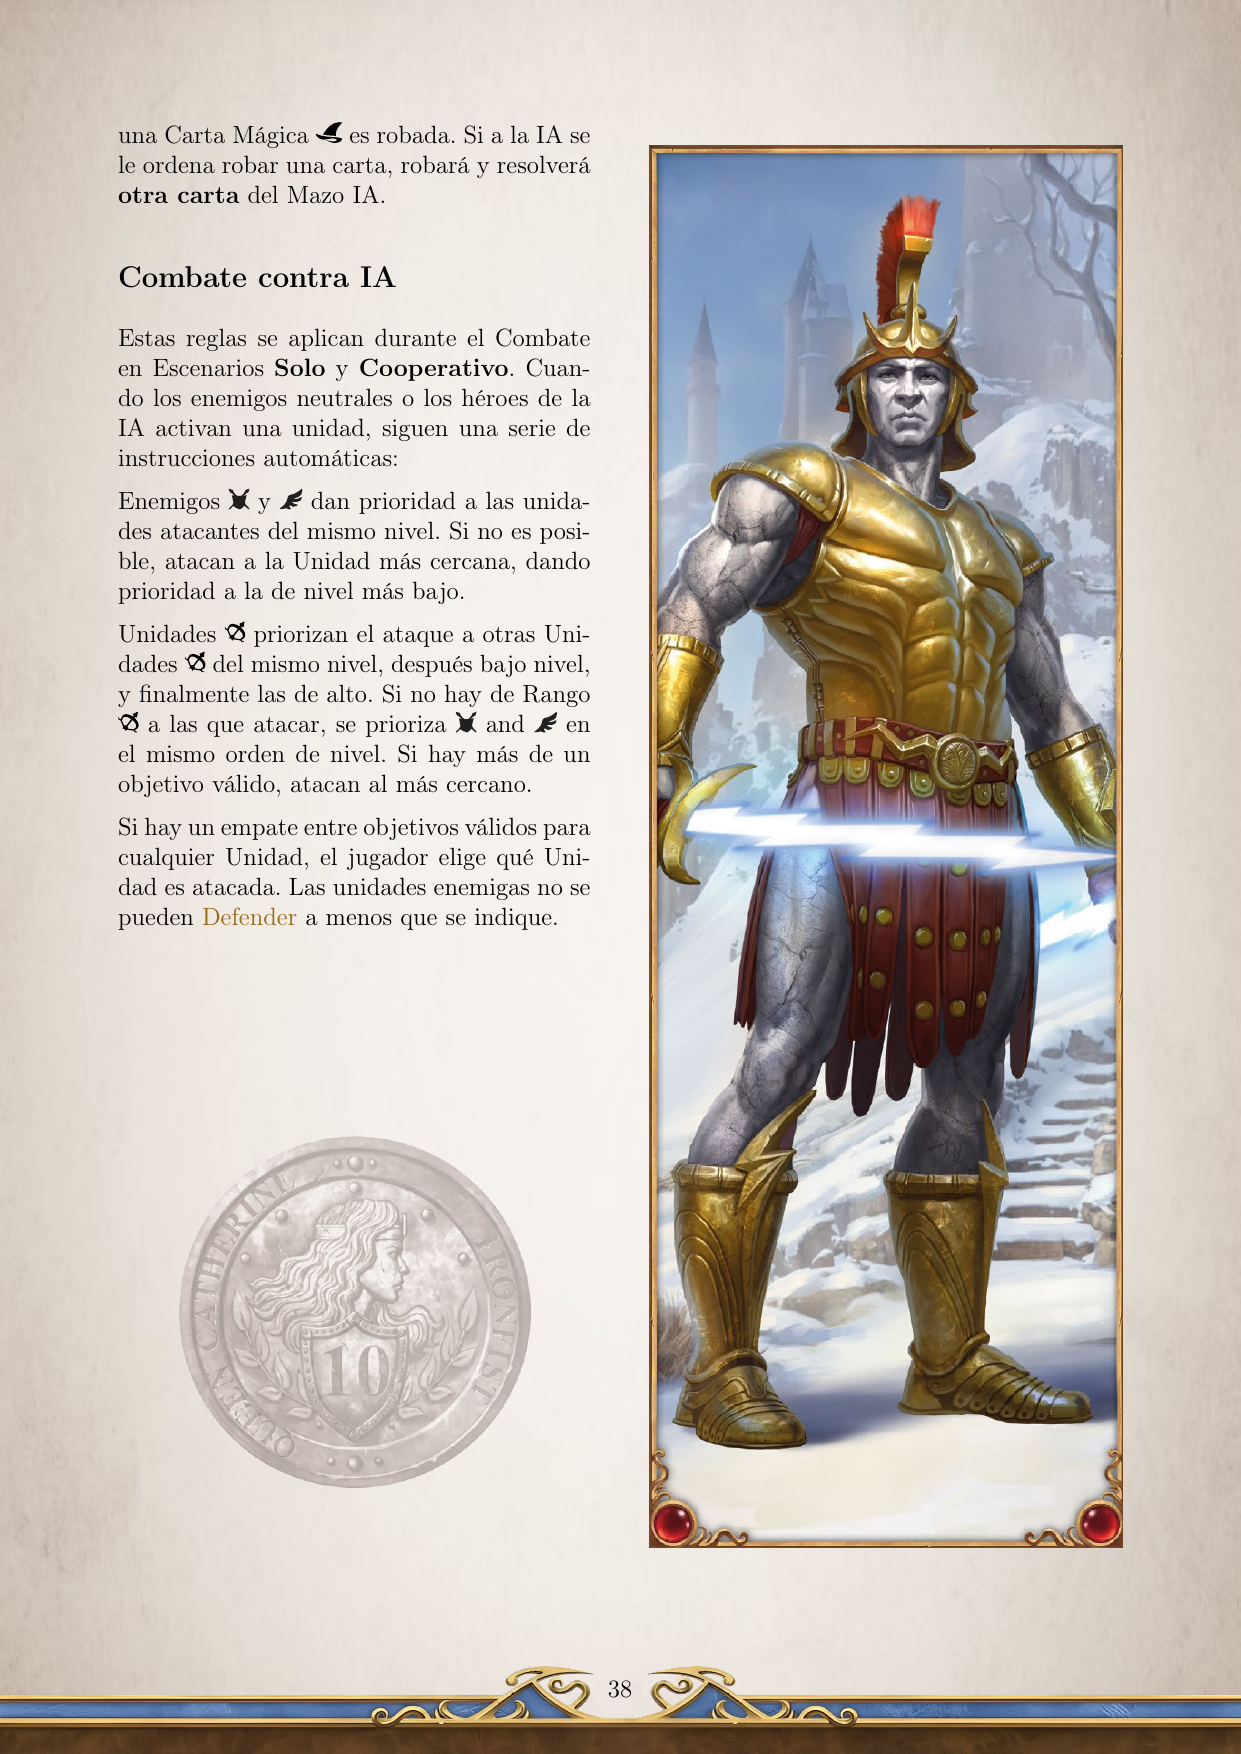 una Carta Mágica es robada. Si a la IA se
le ordena robar una carta, robará y resolverá
otra carta del Mazo IA.
Combate contra IA
Estas reglas se aplican durante el Combate
en Escenarios Solo y Cooperativo. Cuan-
do los enemigos neutrales o los héroes de la
IA activan una unidad, siguen una serie de
instrucciones automáticas:
Enemigos y dan prioridad a las unida-
des atacantes del mismo nivel. Si no es posi-
ble, atacan a la Unidad más cercana, dando
prioridad a la de nivel más bajo.
Unidades priorizan el ataque a otras Uni-
dades del mismo nivel, después bajo nivel,
y finalmente las de alto. Si no hay de Rango
a las que atacar, se prioriza and en
el mismo orden de nivel. Si hay más de un
objetivo válido, atacan al más cercano.
Si hay un empate entre objetivos válidos para
cualquier Unidad, el jugador elige qué Uni-
dad es atacada. Las unidades enemigas no se
pueden Defender a menos que se indique.
QUEEN CATHERINE IRONFIST
10
38